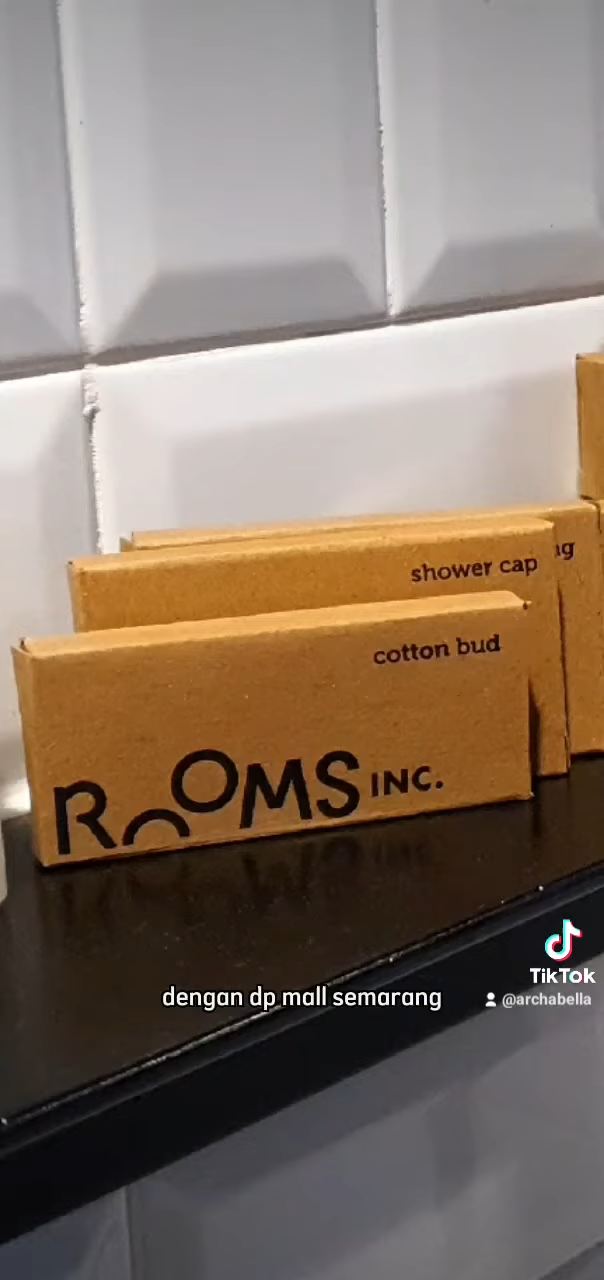 shower cap
cotton bud
ROOMS INC.
TikTok
@archabella
dengan dp mall semarang